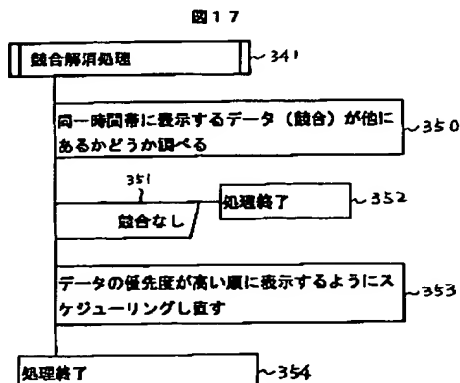 図17
競合解消処理
~341
同一時間帯に表示するデータ(競合)が他に
あるかどうか調べる
~350
351
競合なし
処理終了
~352
データの優先度が高い順に表示するようにス
ケジューリングし直す
~353
処理終了
~354